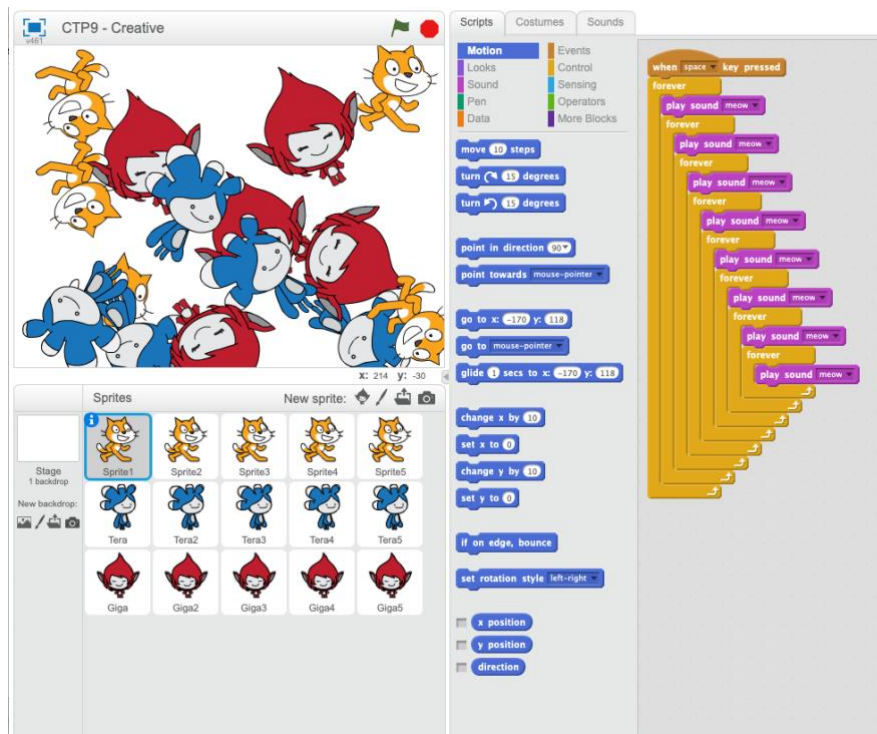 CTP9 - Creative
v461
x: 214 y: -30
Sprites New sprite:
Stage
1 backdrop
New backdrop:
Sprite1 Sprite2 Sprite3 Sprite4 Sprite5
Tera Tera2 Tera3 Tera4 Tera5
Giga Giga2 Giga3 Giga4 Giga5
Scripts Costumes Sounds
Motion Events
Looks Control
Sound Sensing
Pen Operators
Data More Blocks
move 10 steps
turn 15 degrees
turn 15 degrees
point in direction 90
point towards mouse-pointer
go to x: -170 y: 118
go to mouse-pointer
glide 1 secs to x: -170 y: 118
change x by 10
set x to 0
change y by 10
set y to 0
if on edge, bounce
set rotation style left-right
x position
y position
direction
when space key pressed
forever
play sound meow
forever
play sound meow
forever
play sound meow
forever
play sound meow
forever
play sound meow
forever
play sound meow
forever
play sound meow
forever
play sound meow